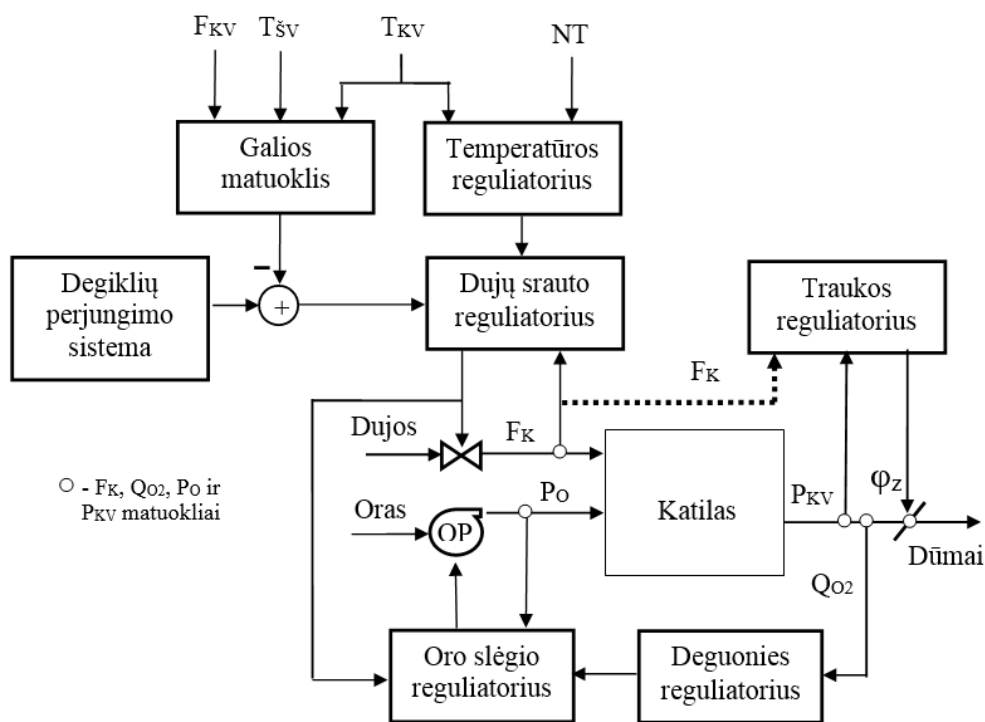 FKV TŠV TKV NT
Galios
matuoklis
Temperatūros
reguliatorius
Degiklių
perjungimo
sistema
−
+
Dujų srauto
reguliatorius
Traukos
reguliatorius
FK
Dujos
FK
- FK, QO2, PO ir
PKV matuokliai
Oras
OP
PO
Katilas
PKV
φz
Dūmai
QO2
Oro slėgio
reguliatorius
Deguonies
reguliatorius